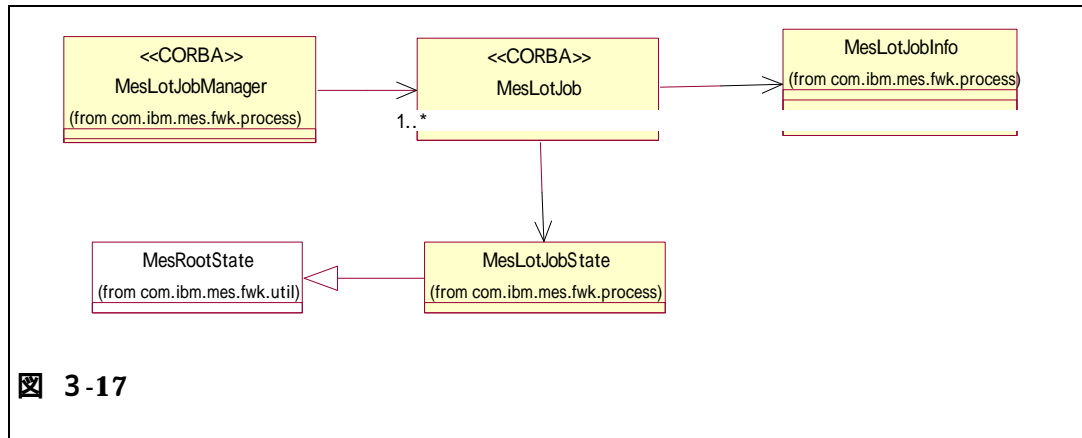 <<CORBA>>
MesLotJobManager
(from com.ibm.mes.fwk.process)
<<CORBA>>
MesLotJob
1..*
MesLotJobInfo
(from com.ibm.mes.fwk.process)
MesRootState
(from com.ibm.mes.fwk.util)
MesLotJobState
(from com.ibm.mes.fwk.process)
図 3-17